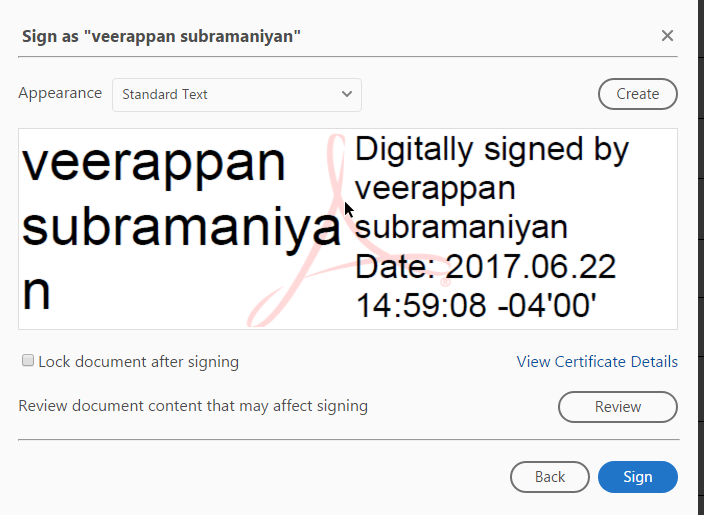 Sign as "veerappan subramaniyan"
Appearance
Standard Text
Create
veerappan
subramaniya
n
Digitally signed by
veerappan
subramaniyan
Date: 2017.06.22
14:59:08 -04'00'
®
Lock document after signing
View Certificate Details
Review document content that may affect signing
Review
Back
Sign